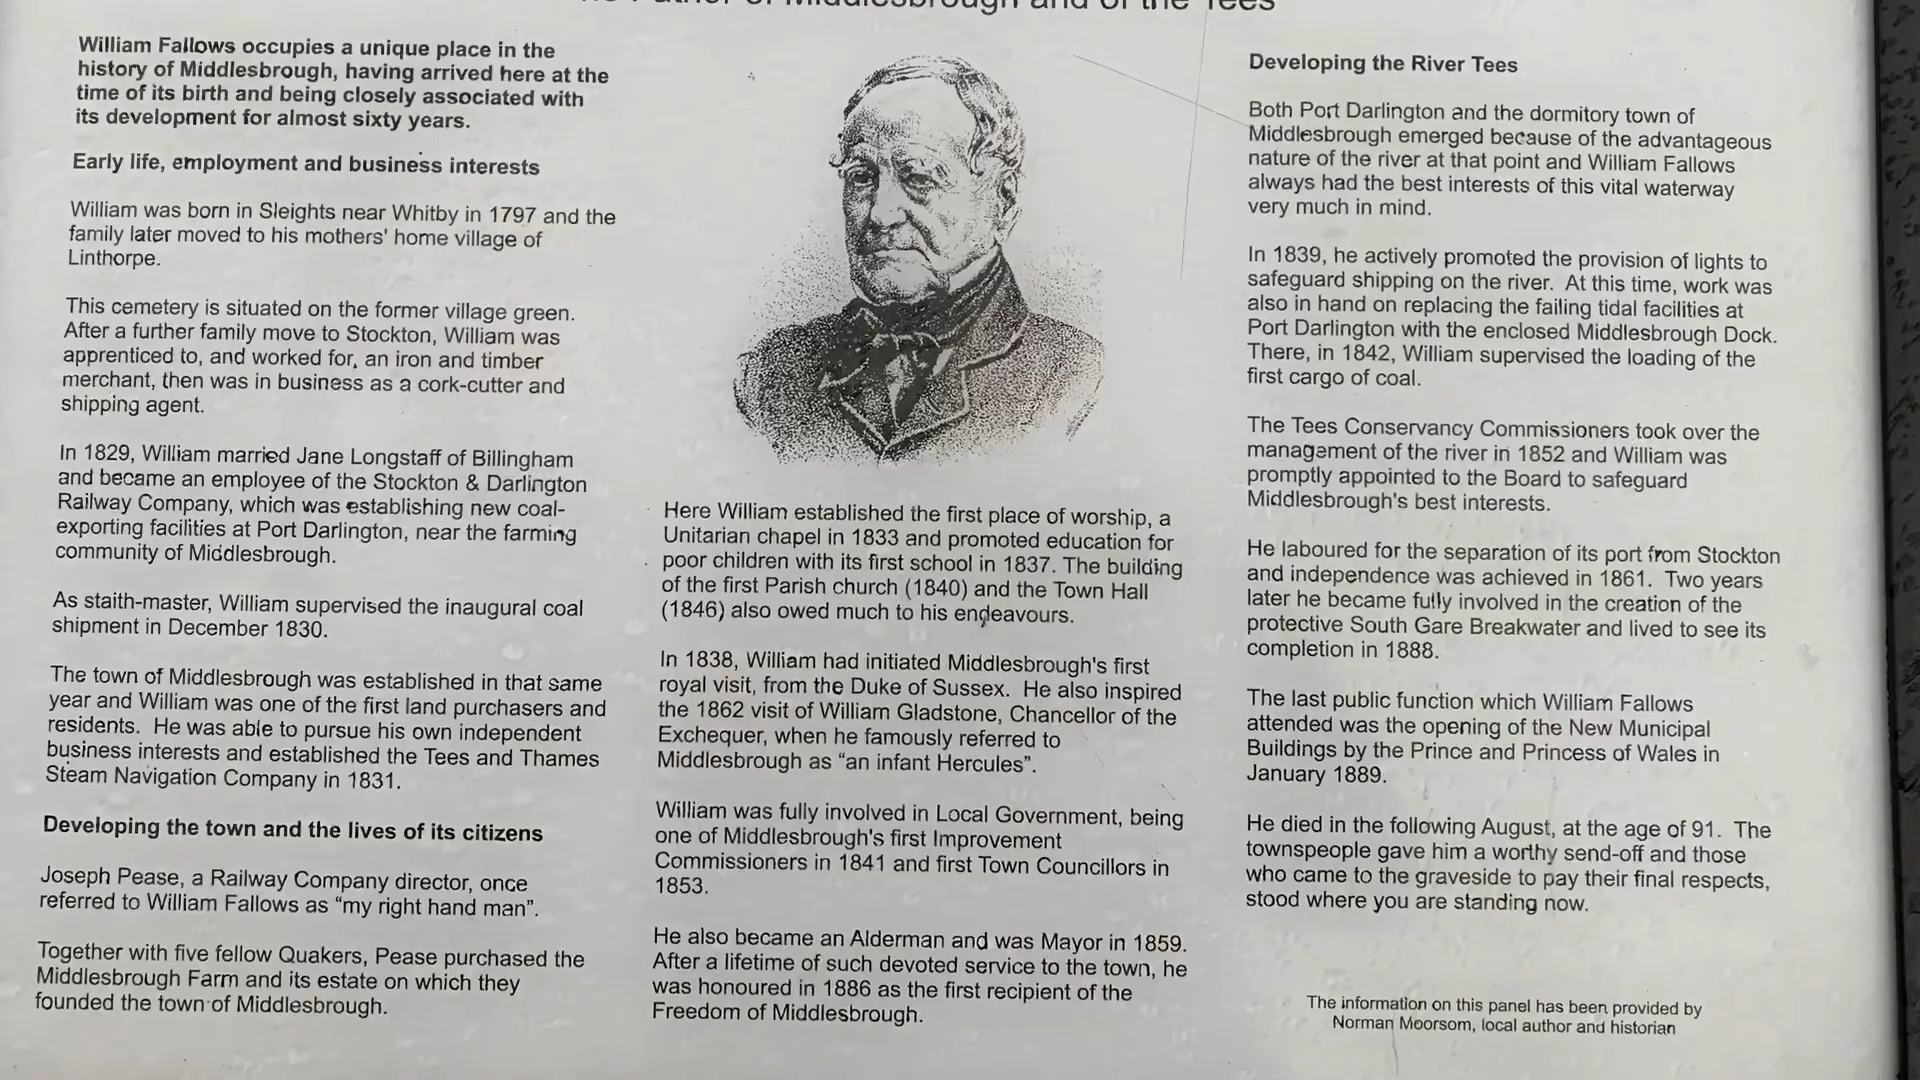 Father of Middlesbrough and of the Tees
William Fallows occupies a unique place in the
history of Middlesbrough, having arrived here at the
time of its birth and being closely associated with
its development for almost sixty years.
Early life, employment and business interests
William was born in Sleights near Whitby in 1797 and the
family later moved to his mothers' home village of
Linthorpe.
This cemetery is situated on the former village green.
After a further family move to Stockton, William was
apprenticed to, and worked for, an iron and timber
merchant, then was in business as a cork-cutter and
shipping agent.
In 1829, William married Jane Longstaff of Billingham
and became an employee of the Stockton & Darlington
Railway Company, which was establishing new coal-
exporting facilities at Port Darlington, near the farming
community of Middlesbrough.
As staith-master, William supervised the inaugural coal
shipment in December 1830.
The town of Middlesbrough was established in that same
year and William was one of the first land purchasers and
residents. He was able to pursue his own independent
business interests and established the Tees and Thames
Steam Navigation Company in 1831.
Developing the town and the lives of its citizens
Joseph Pease, a Railway Company director, once
referred to William Fallows as “my right hand man”.
Together with five fellow Quakers, Pease purchased the
Middlesbrough Farm and its estate on which they
founded the town of Middlesbrough.
Here William established the first place of worship, a
Unitarian chapel in 1833 and promoted education for
poor children with its first school in 1837. The building
of the first Parish church (1840) and the Town Hall
(1846) also owed much to his endeavours.
In 1838, William had initiated Middlesbrough's first
royal visit, from the Duke of Sussex. He also inspired
the 1862 visit of William Gladstone, Chancellor of the
Exchequer, when he famously referred to
Middlesbrough as “an infant Hercules”.
William was fully involved in Local Government, being
one of Middlesbrough's first Improvement
Commissioners in 1841 and first Town Councillors in
1853.
He also became an Alderman and was Mayor in 1859.
After a lifetime of such devoted service to the town, he
was honoured in 1886 as the first recipient of the
Freedom of Middlesbrough.
Developing the River Tees
Both Port Darlington and the dormitory town of
Middlesbrough emerged because of the advantageous
nature of the river at that point and William Fallows
always had the best interests of this vital waterway
very much in mind.
In 1839, he actively promoted the provision of lights to
safeguard shipping on the river. At this time, work was
also in hand on replacing the failing tidal facilities at
Port Darlington with the enclosed Middlesbrough Dock.
There, in 1842, William supervised the loading of the
first cargo of coal.
The Tees Conservancy Commissioners took over the
management of the river in 1852 and William was
promptly appointed to the Board to safeguard
Middlesbrough's best interests.
He laboured for the separation of its port from Stockton
and independence was achieved in 1861. Two years
later he became fully involved in the creation of the
protective South Gare Breakwater and lived to see its
completion in 1888.
The last public function which William Fallows
attended was the opening of the New Municipal
Buildings by the Prince and Princess of Wales in
January 1889.
He died in the following August, at the age of 91. The
townspeople gave him a worthy send-off and those
who came to the graveside to pay their final respects,
stood where you are standing now.
The information on this panel has been provided by
Norman Moorsom, local author and historian